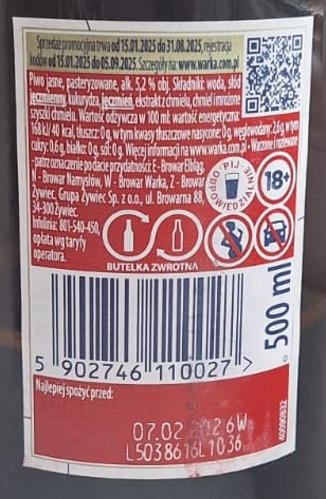 Sprzedaż promocyjna trwa od 15.01.2025 do 31.08.2025, rejestracja
kodów od 15.01.2025 do 05.09.2025. Szczegóły na www.warka.com.pl
Piwo jasne, pasteryzowane, alk. 5,2 % obj. Składniki: woda, słód
jęczmienny, kukurydza, jęczmień, ekstrakt z chmielu, chmiel i mrożone
szyszki chmielu. Wartość odżywcza w 100 ml: wartość energetyczna:
168 kJ/ 40 kcal, tłuszcz: 0 g, w tym kwasy tłuszczowe nasycone: 0 g, węglowodany: 2,6 g, w tym
cukry: 0,6 g, białko: 0 g, sól: 0 g. Więcej informacji na www.warka.com.pl • Warzone i rozlewane
- patrz oznaczenie po dacie przydatności: E - Browar Elbląg,
N - Browar Namysłów, W - Browar Warka, Z - Browar
Żywiec. Grupa Żywiec Sp. z o.o., ul. Browarna 88,
34-300 Żywiec
Infolinia: 801-540-450,
opłata wg taryfy
operatora.
•PIJ•
ODPOWIEDZIALNIE
18+
BUTELKA ZWROTNA
500 ml
5 902746 110027 >
Najlepiej spożyć przed:
07.02.2026W
L5038616L1036
40090832